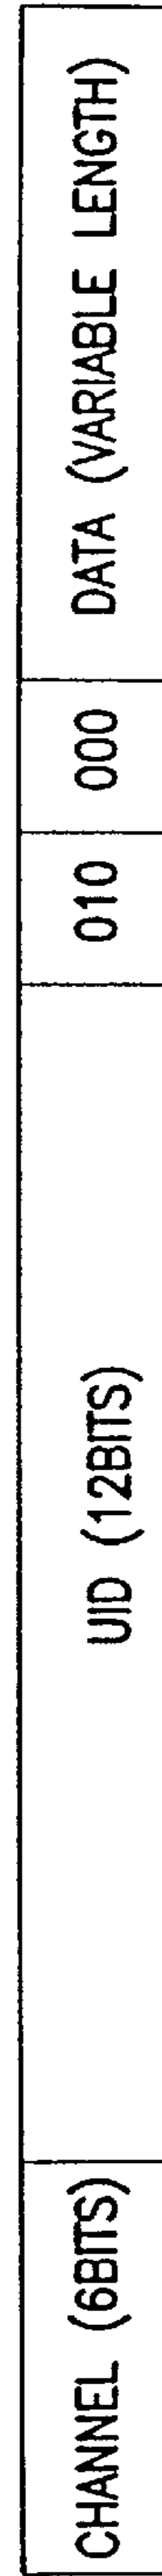 CHANNEL (6BITS)
UID (12BITS)
010
000
DATA (VARIABLE LENGTH)